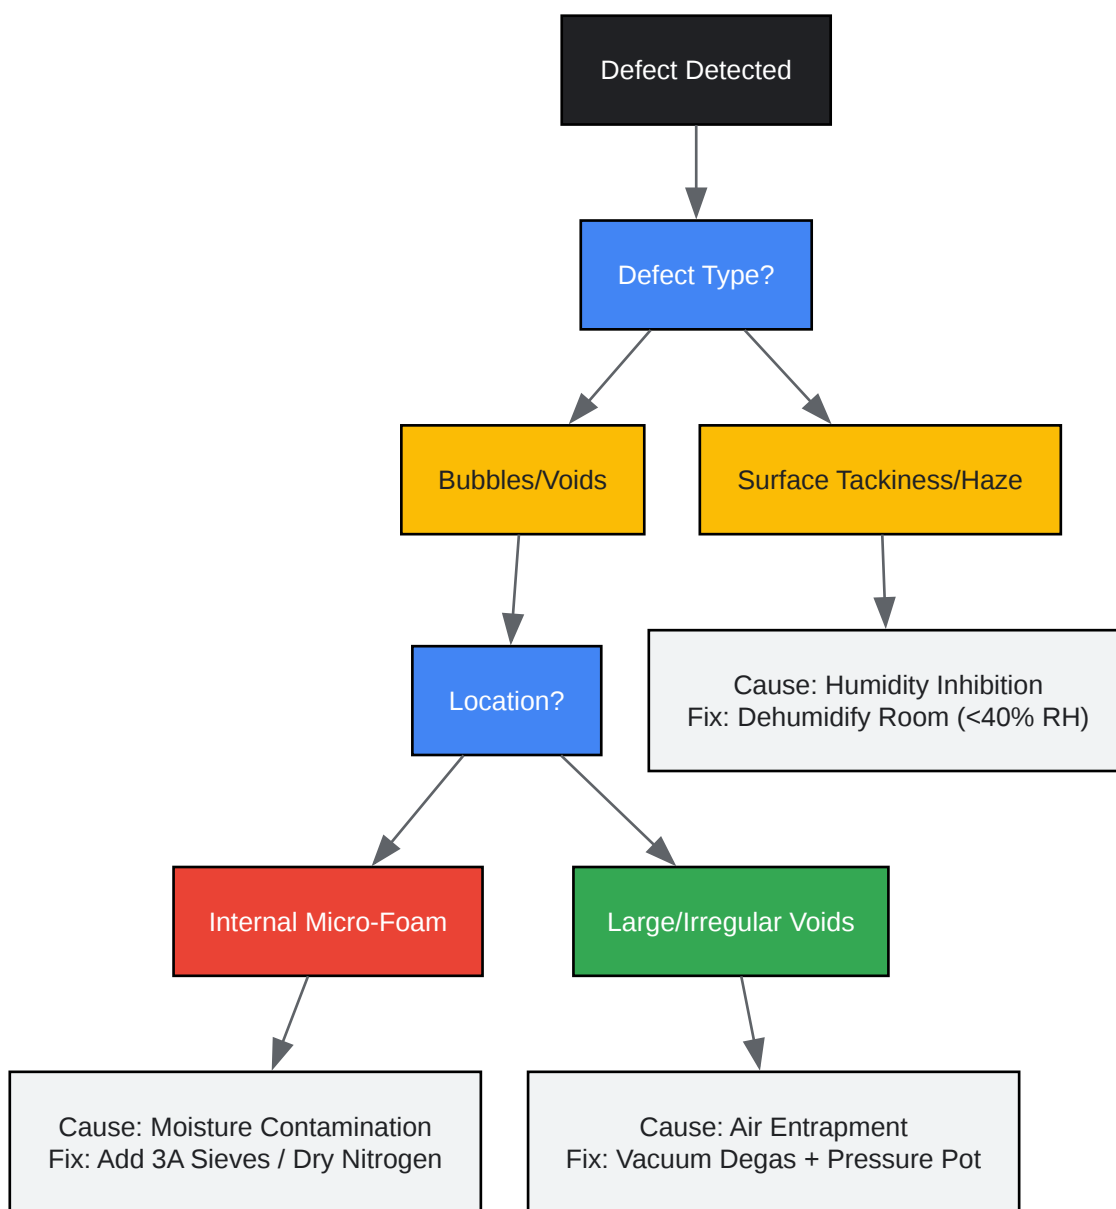 Defect Detected
Defect Type?
Bubbles/Voids
Surface Tackiness/Haze
Cause: Humidity Inhibition
Fix: Dehumidify Room (<40% RH)
Location?
Internal Micro-Foam
Large/Irregular Voids
Cause: Moisture Contamination
Fix: Add 3A Sieves / Dry Nitrogen
Cause: Air Entrapment
Fix: Vacuum Degas + Pressure Pot